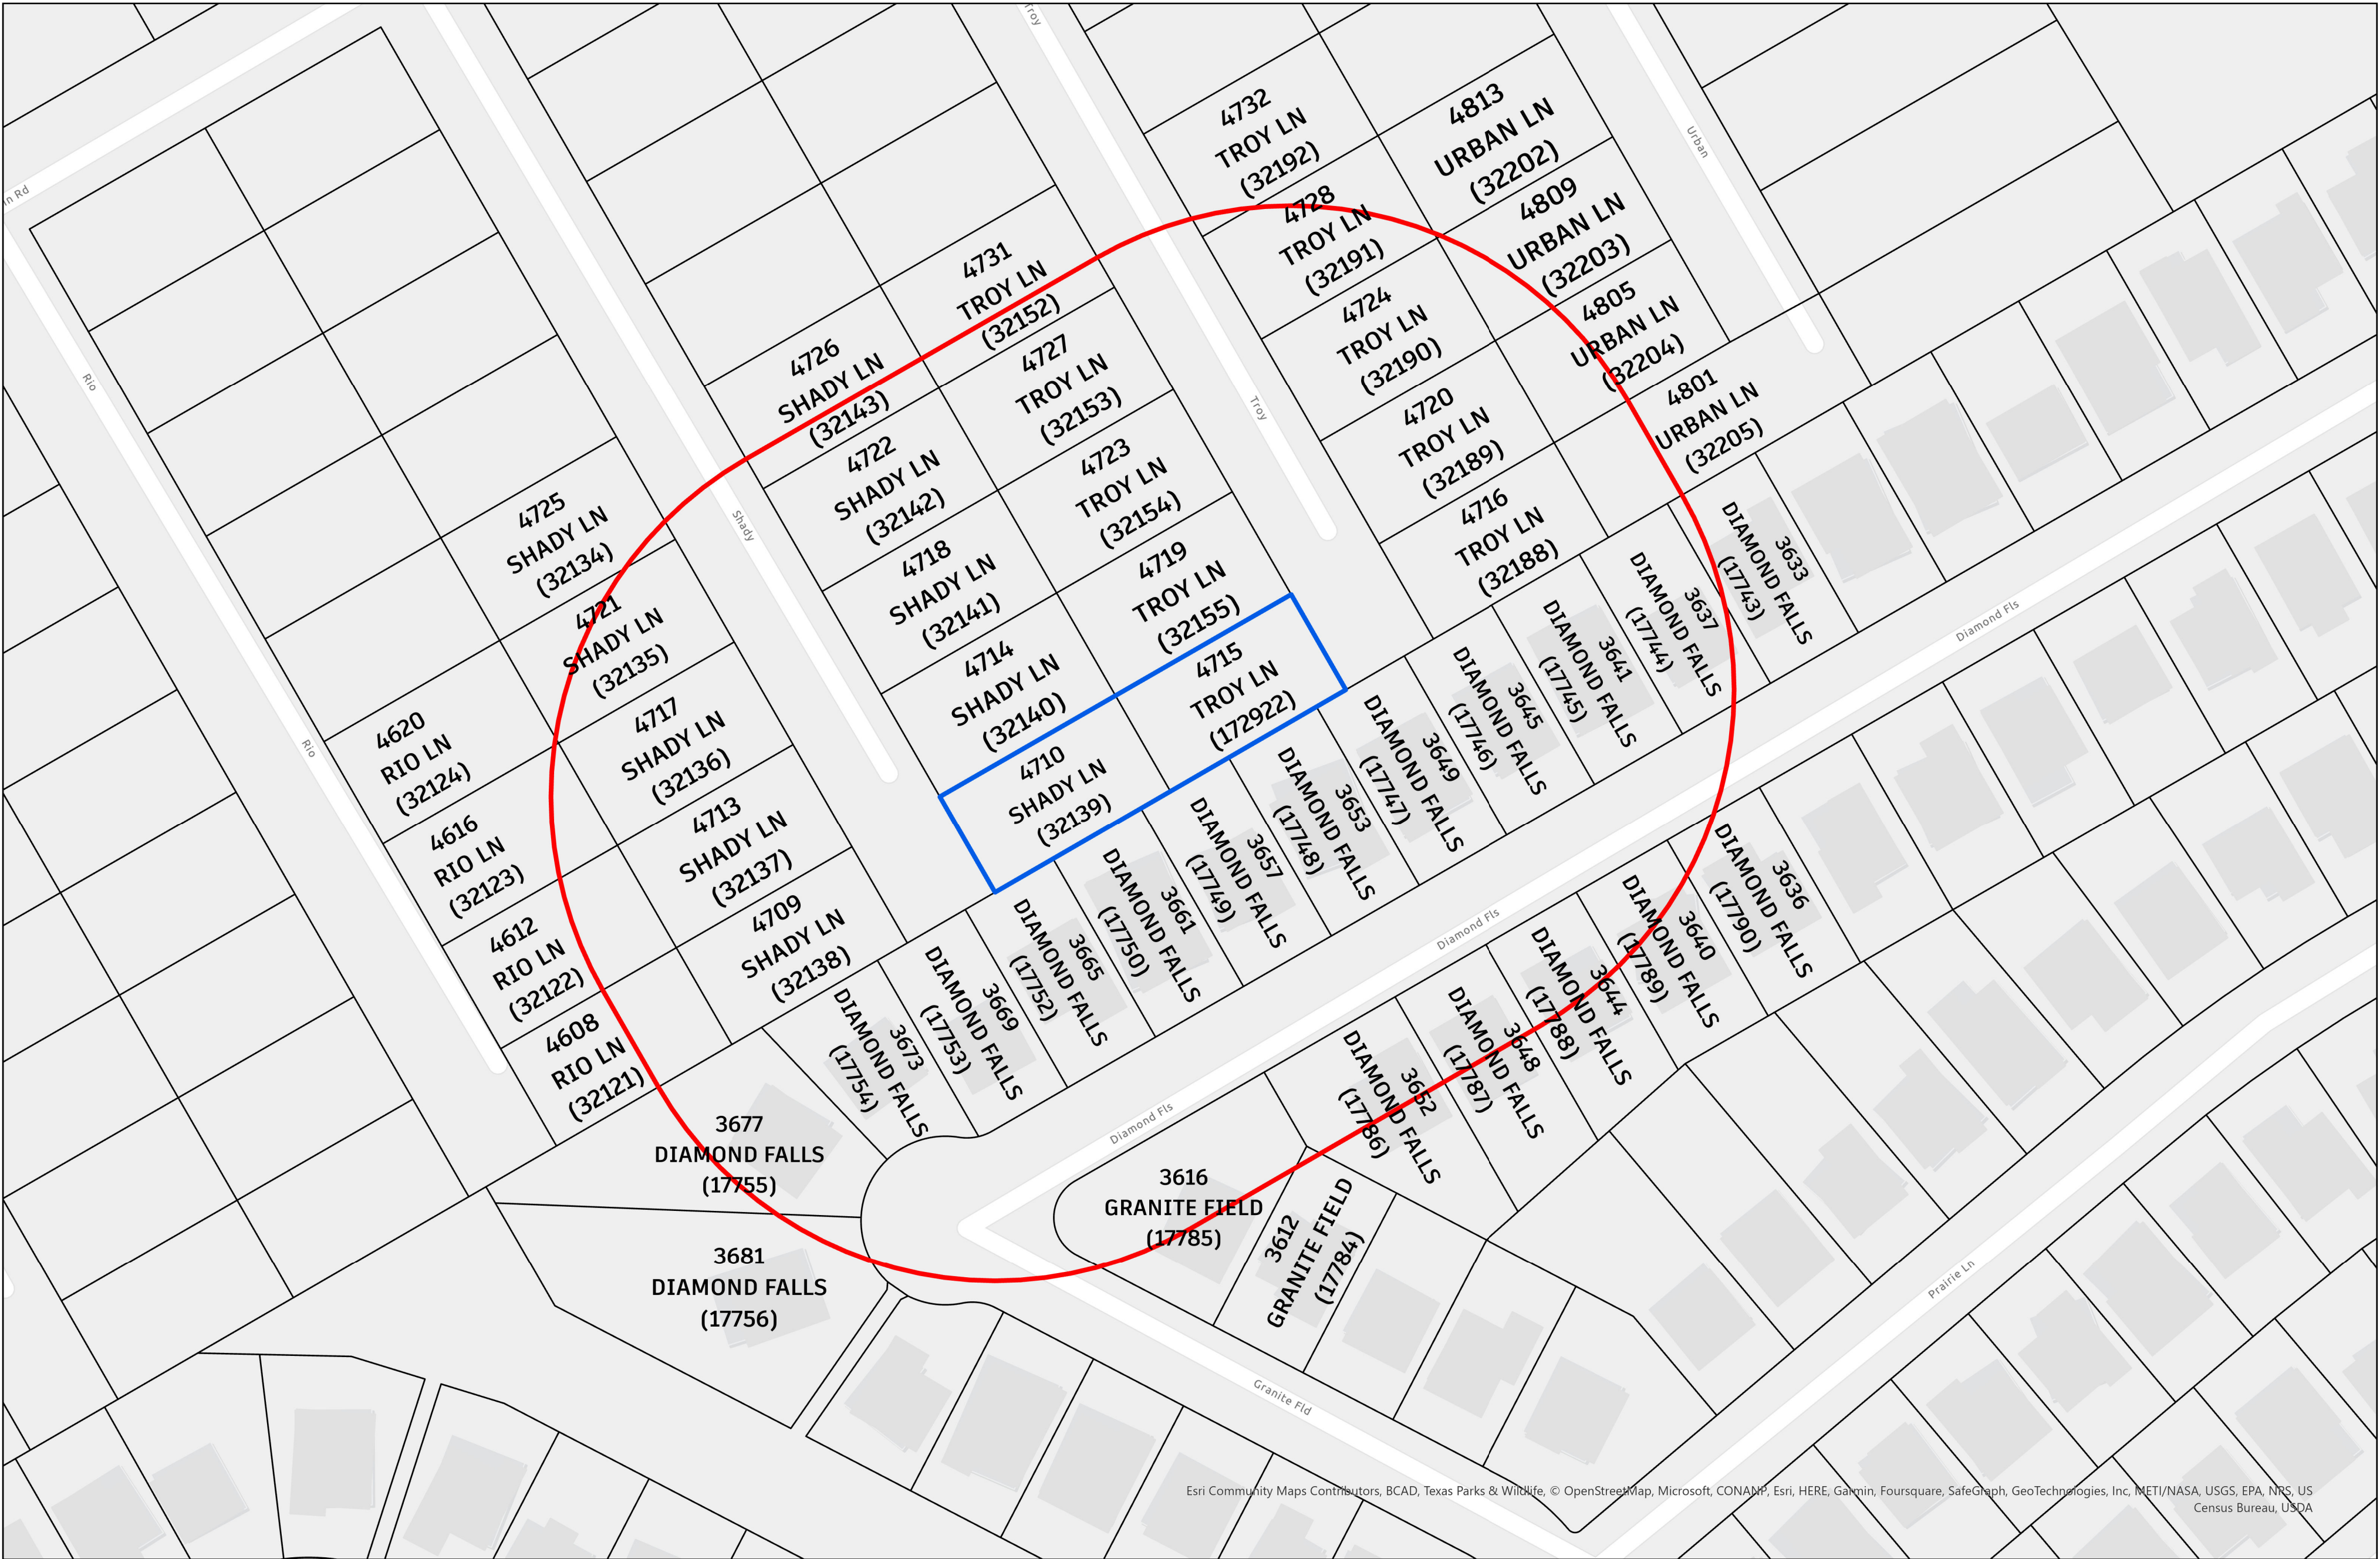 in Rd
Troy
Urban
Rio
Shady
Troy
Rio
4732
TROY LN
(32192)
4813
URBAN LN
(32202)
4728
TROY LN
(32191)
4809
URBAN LN
(32203)
4731
TROY LN
(32152)
4724
TROY LN
(32190)
4805
URBAN LN
(32204)
4726
SHADY LN
(32143)
4727
TROY LN
(32153)
4720
TROY LN
(32189)
4801
URBAN LN
(32205)
4722
SHADY LN
(32142)
4723
TROY LN
(32154)
4716
TROY LN
(32188)
4725
SHADY LN
(32134)
4718
SHADY LN
(32141)
4719
TROY LN
(32155)
4721
SHADY LN
(32135)
4714
SHADY LN
(32140)
4715
TROY LN
(172922)
4717
SHADY LN
(32136)
4710
SHADY LN
(32139)
4620
RIO LN
(32124)
4713
SHADY LN
(32137)
4616
RIO LN
(32123)
4709
SHADY LN
(32138)
4612
RIO LN
(32122)
4608
RIO LN
(32121)
3633
DIAMOND FALLS
(17743)
3637
DIAMOND FALLS
(17744)
3641
DIAMOND FALLS
(17745)
3645
DIAMOND FALLS
(17746)
3649
DIAMOND FALLS
(17747)
3653
DIAMOND FALLS
(17748)
3657
DIAMOND FALLS
(17749)
3661
DIAMOND FALLS
(17750)
3665
DIAMOND FALLS
(17752)
3669
DIAMOND FALLS
(17753)
3673
DIAMOND FALLS
(17754)
3677
DIAMOND FALLS
(17755)
3681
DIAMOND FALLS
(17756)
Diamond Fls
Diamond Fls
Diamond Fls
3636
DIAMOND FALLS
(17790)
3640
DIAMOND FALLS
(17789)
3644
DIAMOND FALLS
(17788)
3648
DIAMOND FALLS
(17787)
3652
DIAMOND FALLS
(17786)
3616
GRANITE FIELD
(17785)
3612
GRANITE FIELD
(17784)
Granite Fld
Prairie Ln
Esri Community Maps Contributors, BCAD, Texas Parks & Wildlife, © OpenStreetMap, Microsoft, CONANP, Esri, HERE, Garmin, Foursquare, SafeGraph, GeoTechnologies, Inc, METI/NASA, USGS, EPA, NPS, US
Census Bureau, USDA